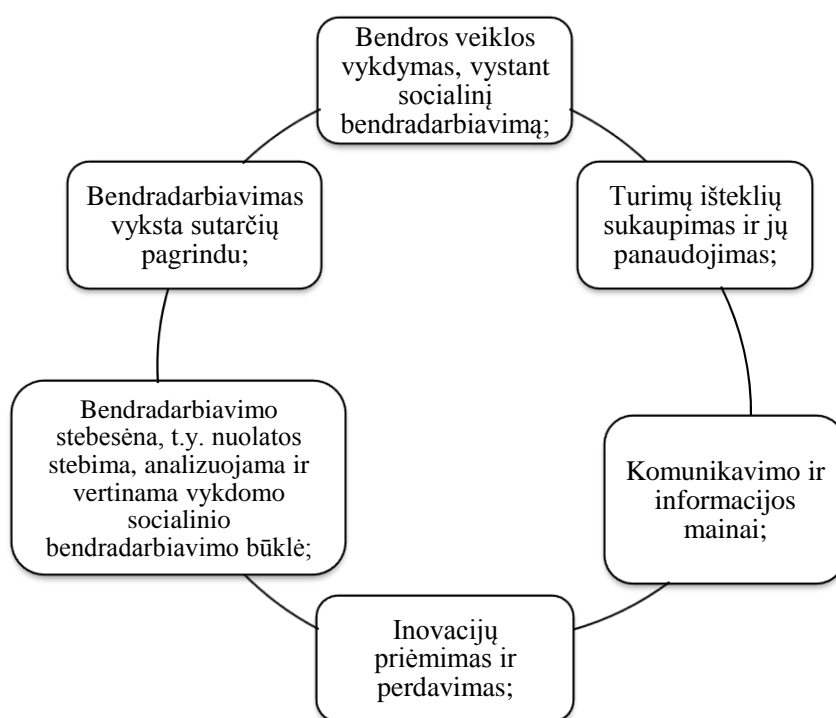 Bendros veiklos
vykdymas, vystant
socialinį
bendradarbiavimą;
Turimų išteklių
sukaupimas ir jų
panaudojimas;
Komunikavimo ir
informacijos
mainai;
Inovacijų
priėmimas ir
perdavimas;
Bendradarbiavimo
stebesėna, t.y. nuolatos
stebima, analizuojama ir
vertinama vykdomo
socialinio
bendradarbiavimo būklė;
Bendradarbiavimas
vyksta sutarčių
pagrindu;